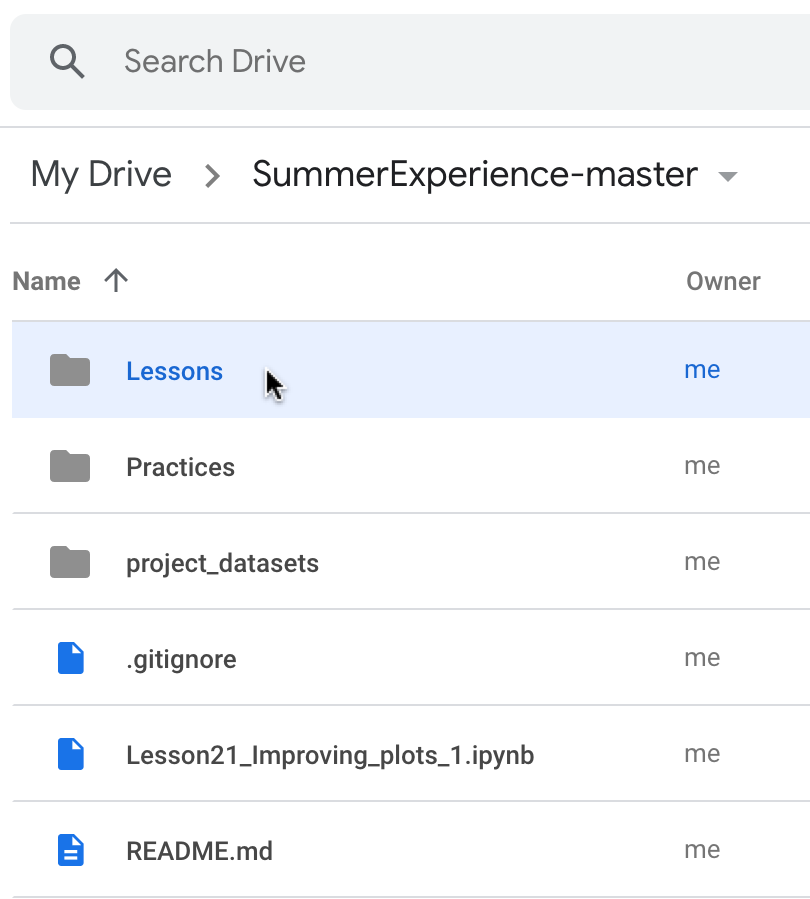 Search Drive
My Drive SummerExperience-master
Name Owner
Lessons me
Practices me
project_datasets me
.gitignore me
Lesson21_Improving_plots_1.ipynb me
README.md me